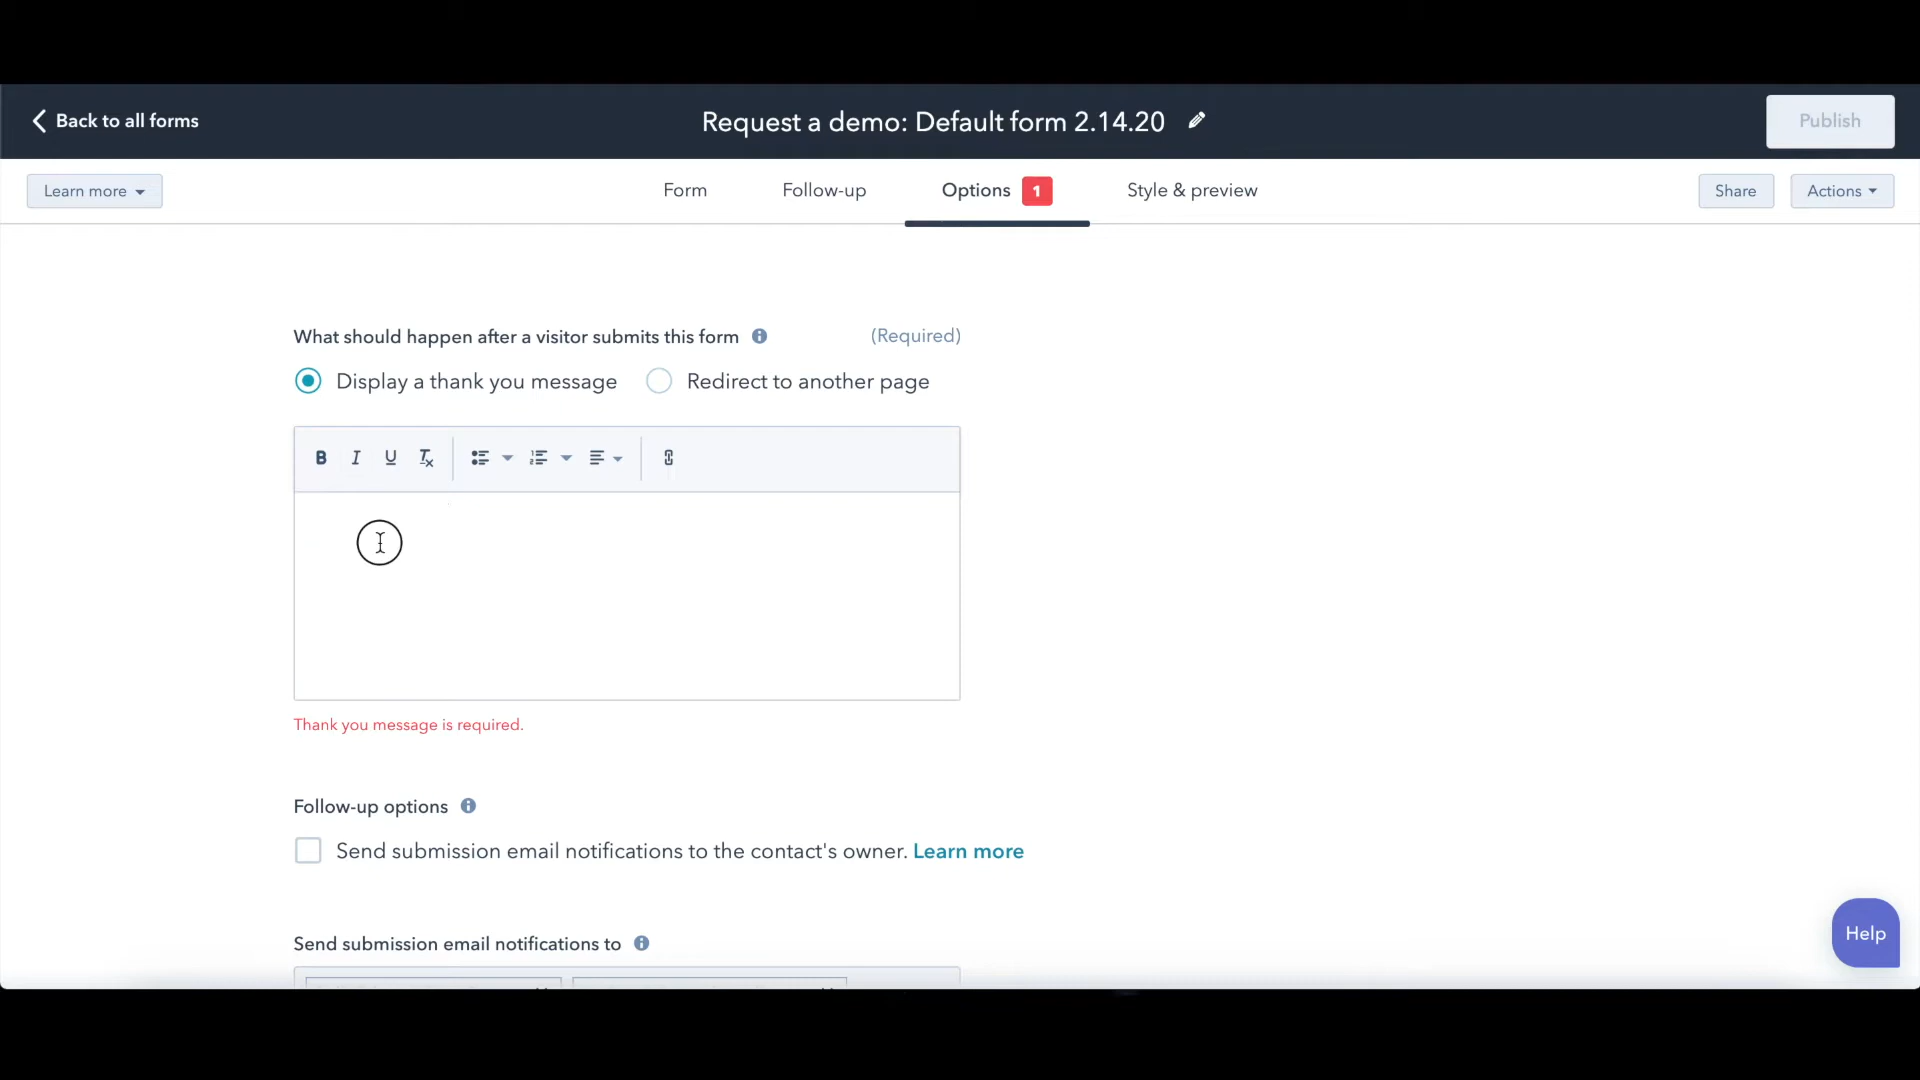 Back to all forms
Request a demo: Default form 2.14.20
Publish
Learn more
Form
Follow-up
Options 1
Style & preview
Share
Actions
What should happen after a visitor submits this form
(Required)
Display a thank you message
Redirect to another page
B I U Tx
Thank you message is required.
Follow-up options
Send submission email notifications to the contact's owner. Learn more
Help
Send submission email notifications to